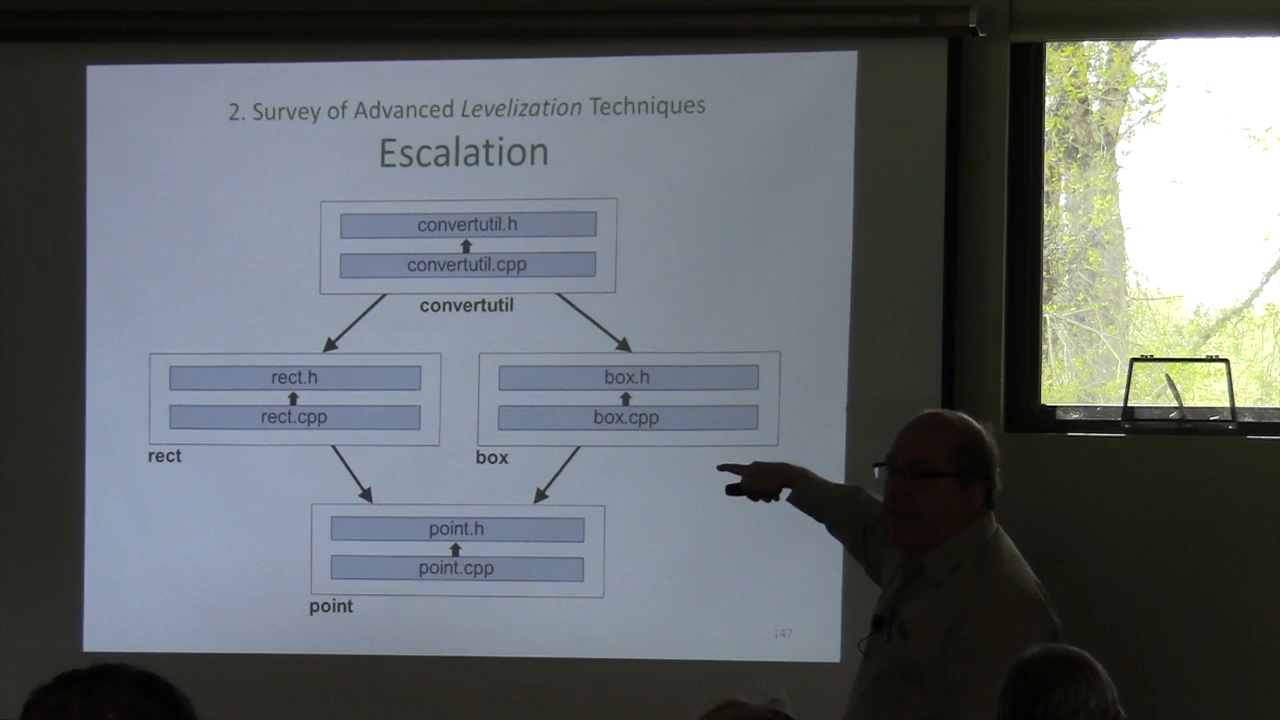 2. Survey of Advanced Levelization Techniques
Escalation
convertutil.h
convertutil.cpp
convertutil
rect.h
rect.cpp
rect
box.h
box.cpp
box
point.h
point.cpp
point
147